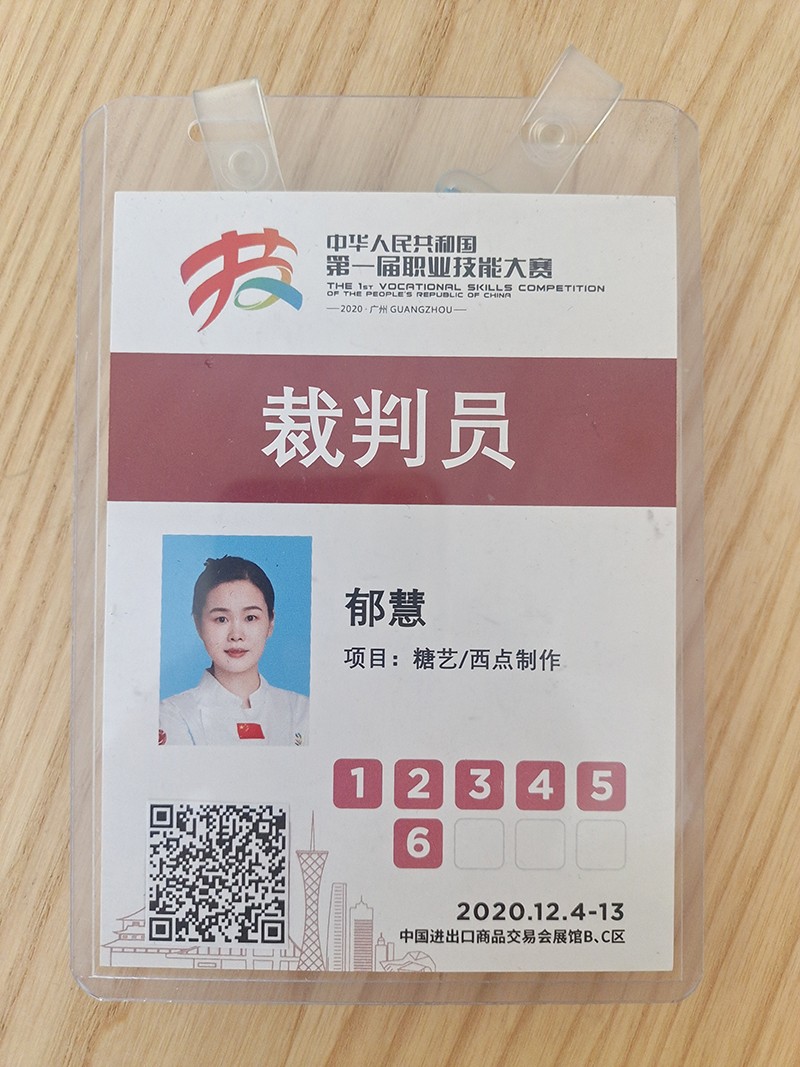 中华人民共和国
第一届职业技能大赛
THE 1ST VOCATIONAL SKILLS COMPETITION
OF THE PEOPLE'S REPUBLIC OF CHINA
—2020·广州 GUANGZHOU—
裁判员
郁慧
项目：糖艺/西点制作
1 2 3 4 5
6
2020.12.4-13
中国进出口商品交易会展馆B、C区